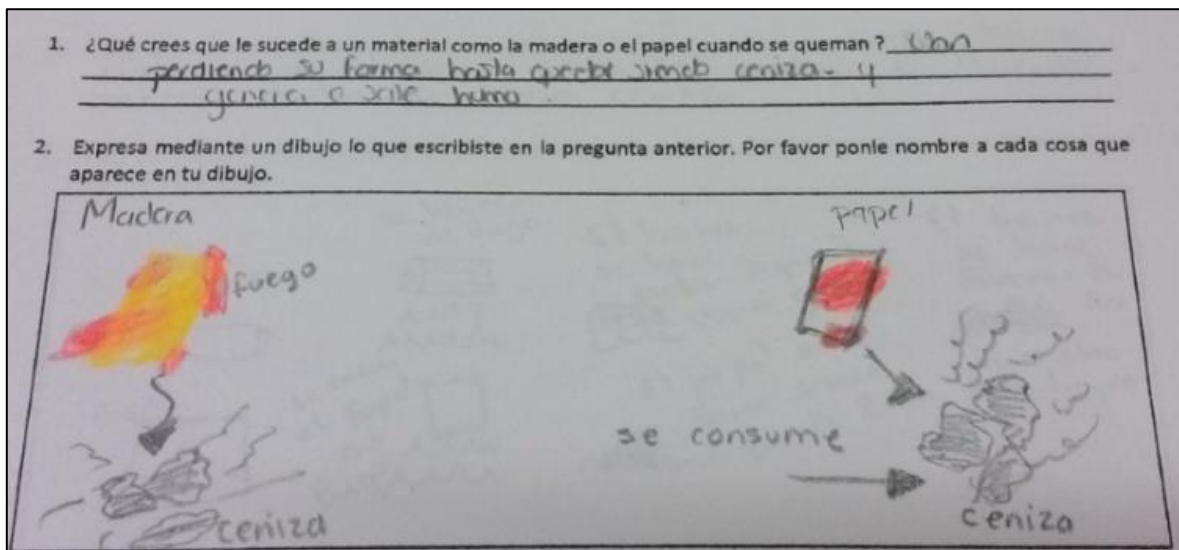 1. ¿Qué crees que le sucede a un material como la madera o el papel cuando se queman ? Van
perdiendo su forma hasta quedar siendo ceniza. y
genera o sale humo
2. Expresa mediante un dibujo lo que escribiste en la pregunta anterior. Por favor ponle nombre a cada cosa que
aparece en tu dibujo.
Madera
papel
fuego
se consume
ceniza
ceniza